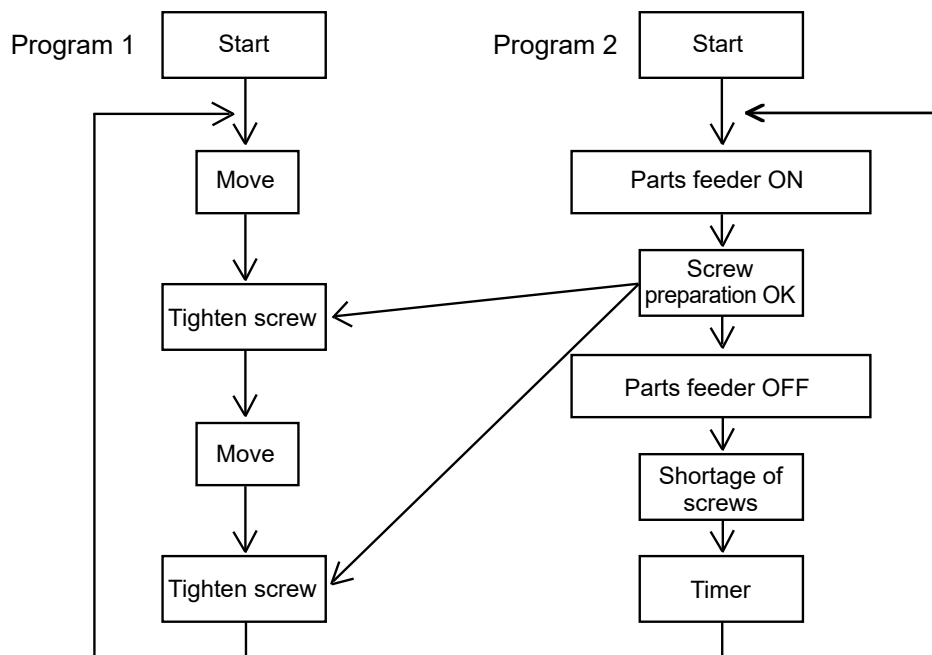 Program 1
Start
Move
Tighten screw
Move
Tighten screw
Program 2
Start
Parts feeder ON
Screw
preparation OK
Parts feeder OFF
Shortage of
screws
Timer